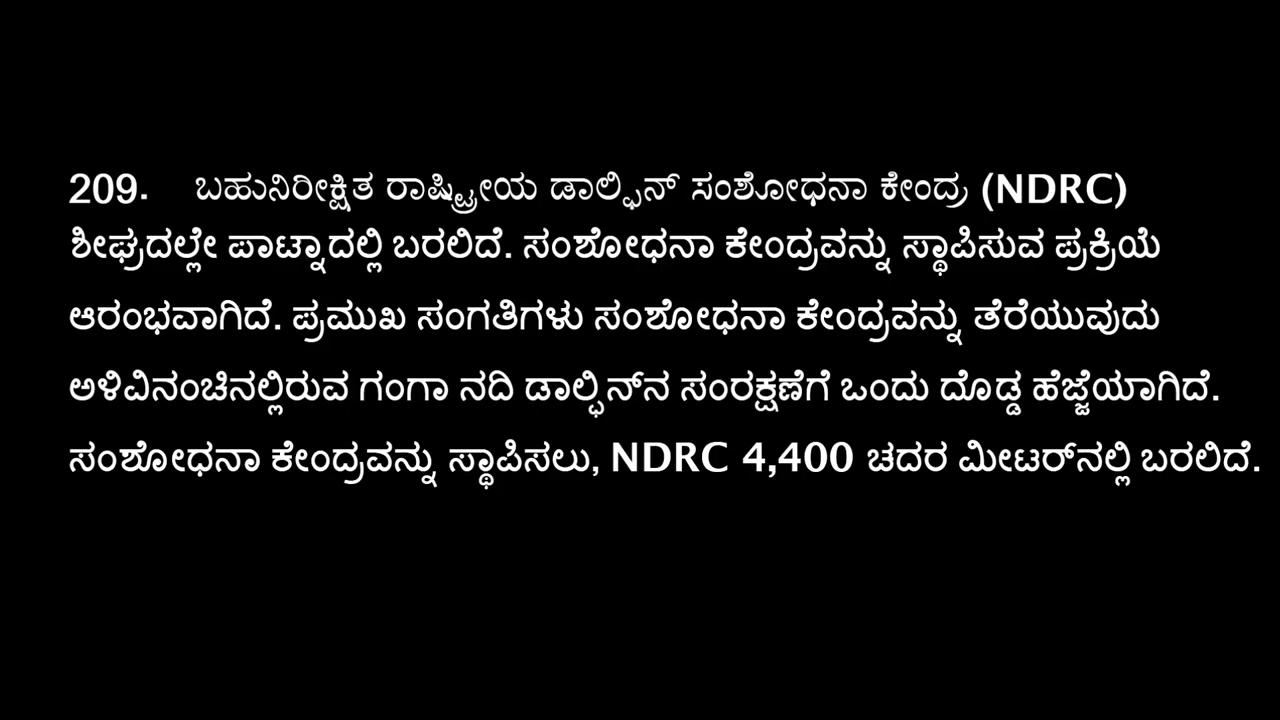 209. ಬಹುನಿರೀಕ್ಷಿತ ರಾಷ್ಟ್ರೀಯ ಡಾಲ್ಫಿನ್ ಸಂಶೋಧನಾ ಕೇಂದ್ರ (NDRC)
ಶೀಘ್ರದಲ್ಲೇ ಪಾಟ್ನಾದಲ್ಲಿ ಬರಲಿದೆ. ಸಂಶೋಧನಾ ಕೇಂದ್ರವನ್ನು ಸ್ಥಾಪಿಸುವ ಪ್ರಕ್ರಿಯೆ
ಆರಂಭವಾಗಿದೆ. ಪ್ರಮುಖ ಸಂಗತಿಗಳು ಸಂಶೋಧನಾ ಕೇಂದ್ರವನ್ನು ತೆರೆಯುವುದು
ಅಳಿವಿನಂಚಿನಲ್ಲಿರುವ ಗಂಗಾ ನದಿ ಡಾಲ್ಫಿನ್‌ನ ಸಂರಕ್ಷಣೆಗೆ ಒಂದು ದೊಡ್ಡ ಹೆಜ್ಜೆಯಾಗಿದೆ.
ಸಂಶೋಧನಾ ಕೇಂದ್ರವನ್ನು ಸ್ಥಾಪಿಸಲು, NDRC 4,400 ಚದರ ಮೀಟರ್‌ನಲ್ಲಿ ಬರಲಿದೆ.